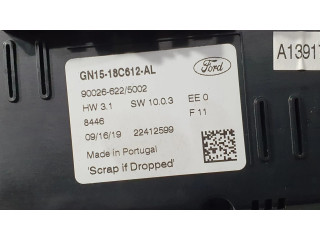 GN15-18C612-AL
Ford
90026-622/5002
HW 3.1 SW 10.0.3 EE 0
8446 F 11
09/16/19 22412599
Made in Portugal
'Scrap if Dropped'
A13917